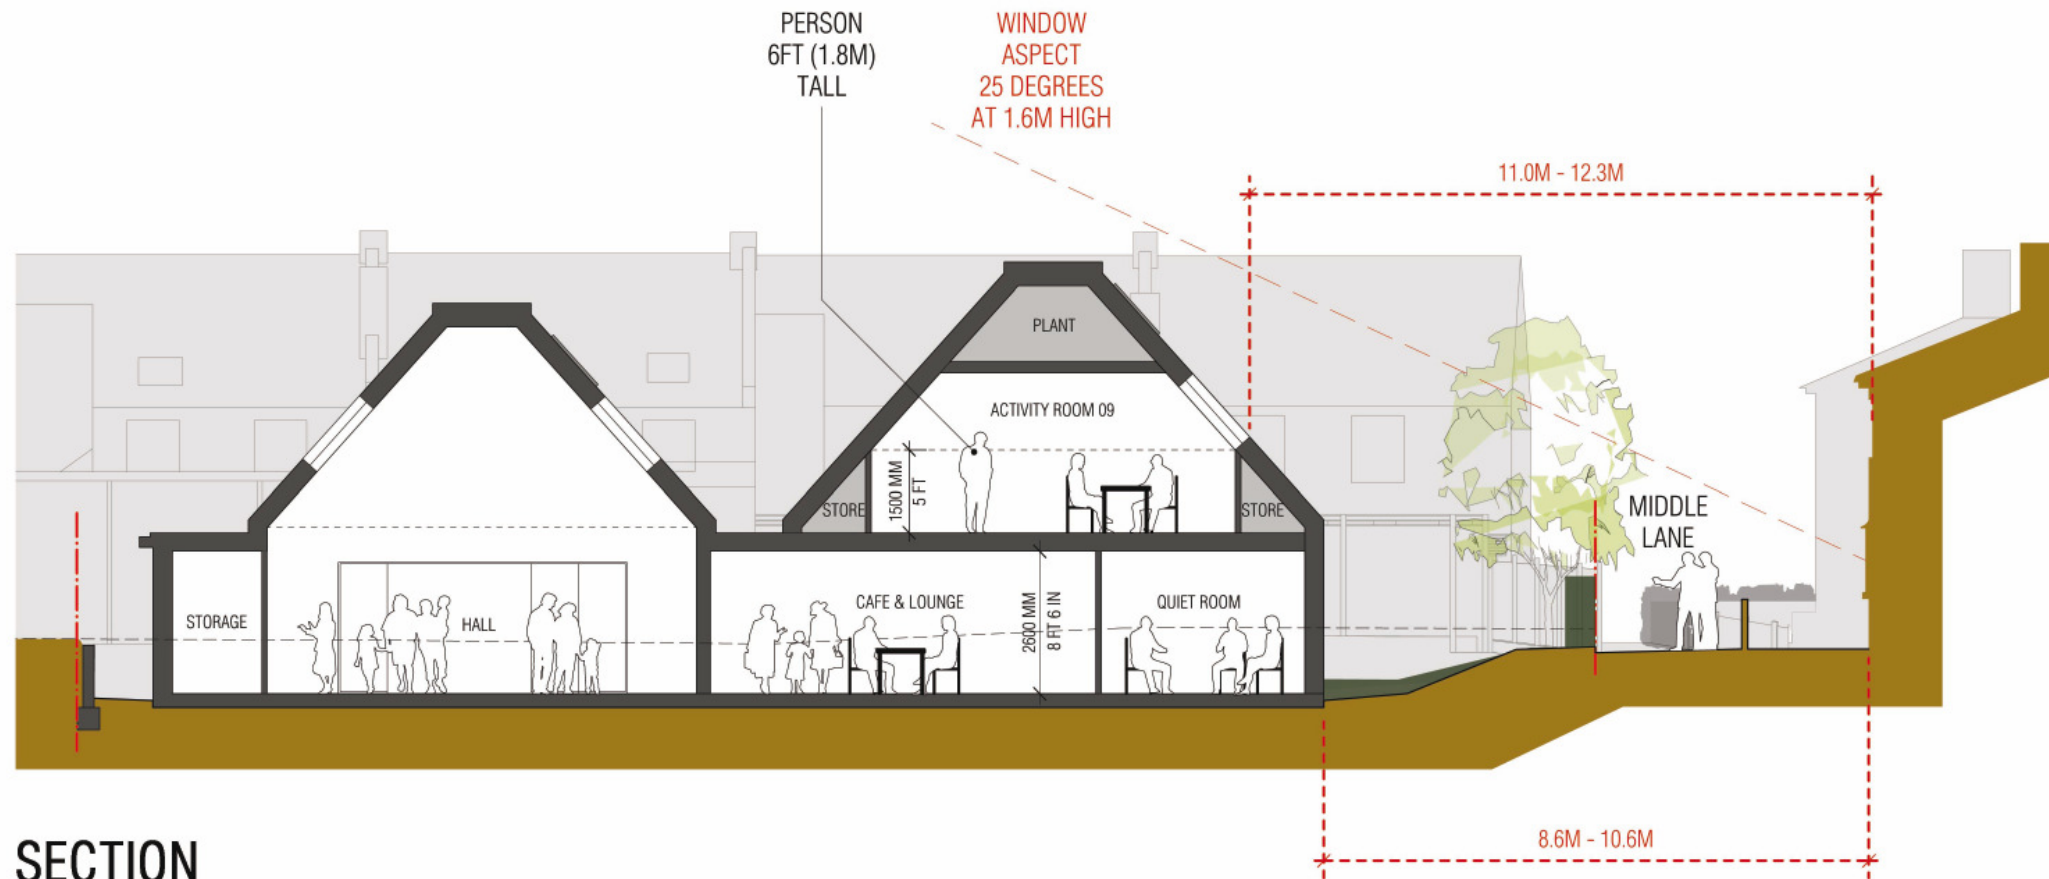 PERSON
6FT (1.8M)
TALL
WINDOW
ASPECT
25 DEGREES
AT 1.6M HIGH
11.0M - 12.3M
PLANT
ACTIVITY ROOM 09
1500 MM
5 FT
STORE
STORE
MIDDLE
LANE
STORAGE
HALL
CAFE & LOUNGE
2600 MM
8 FT 6 IN
QUIET ROOM
8.6M - 10.6M
SECTION